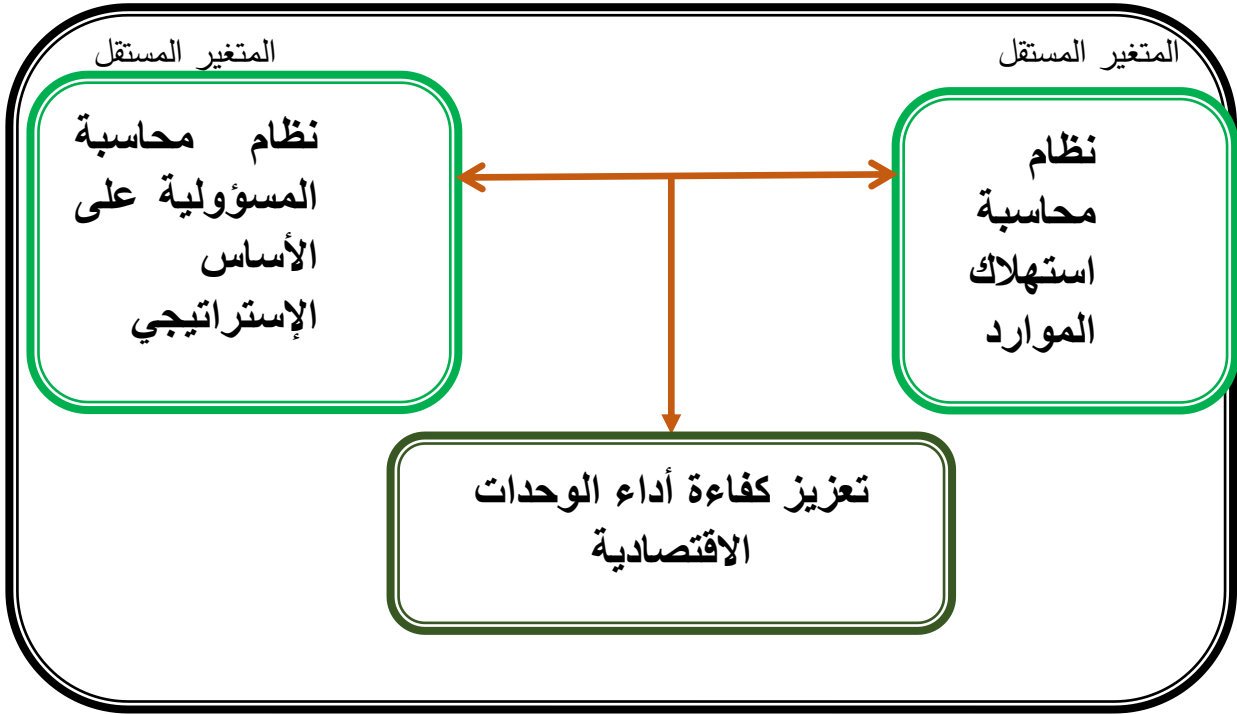 المتغير المستقل
نظام
محاسبة
استهلاك
الموارد
المتغير المستقل
نظام محاسبة
المسؤولية على
الأساس
الإستراتيجي
تعزيز كفاءة أداء الوحدات
الاقتصادية